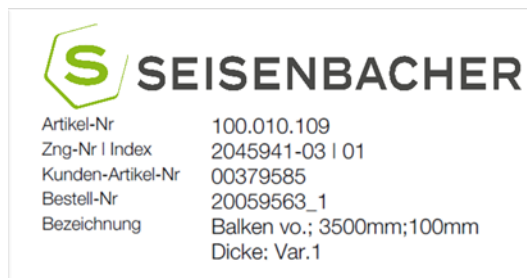 S SEISENBACHER
Artikel-Nr 100.010.109
Zng-Nr | Index 2045941-03 | 01
Kunden-Artikel-Nr 00379585
Bestell-Nr 20059563_1
Bezeichnung Balken vo.; 3500mm;100mm
Dicke: Var.1